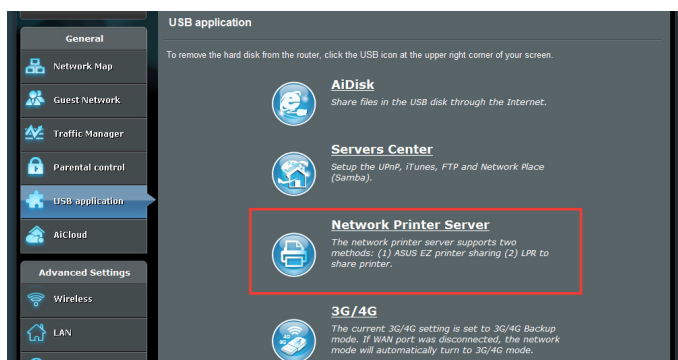 USB application
General
To remove the hard disk from the router, click the USB icon at the upper right corner of your screen.
Network Map
AiDisk
Share files in the USB disk through the Internet.
Guest Network
Traffic Manager
Servers Center
Setup the UPnP, iTunes, FTP and Network Place
(Samba).
Parental control
USB application
Network Printer Server
The network printer server supports two
methods: (1) ASUS EZ printer sharing (2) LPR to
share printer.
AiCloud
Advanced Settings
Wireless
3G/4G
The current 3G/4G setting is set to 3G/4G Backup
mode. If WAN port was disconnected, the network
mode will automatically turn to 3G/4G mode.
LAN
3G
4G